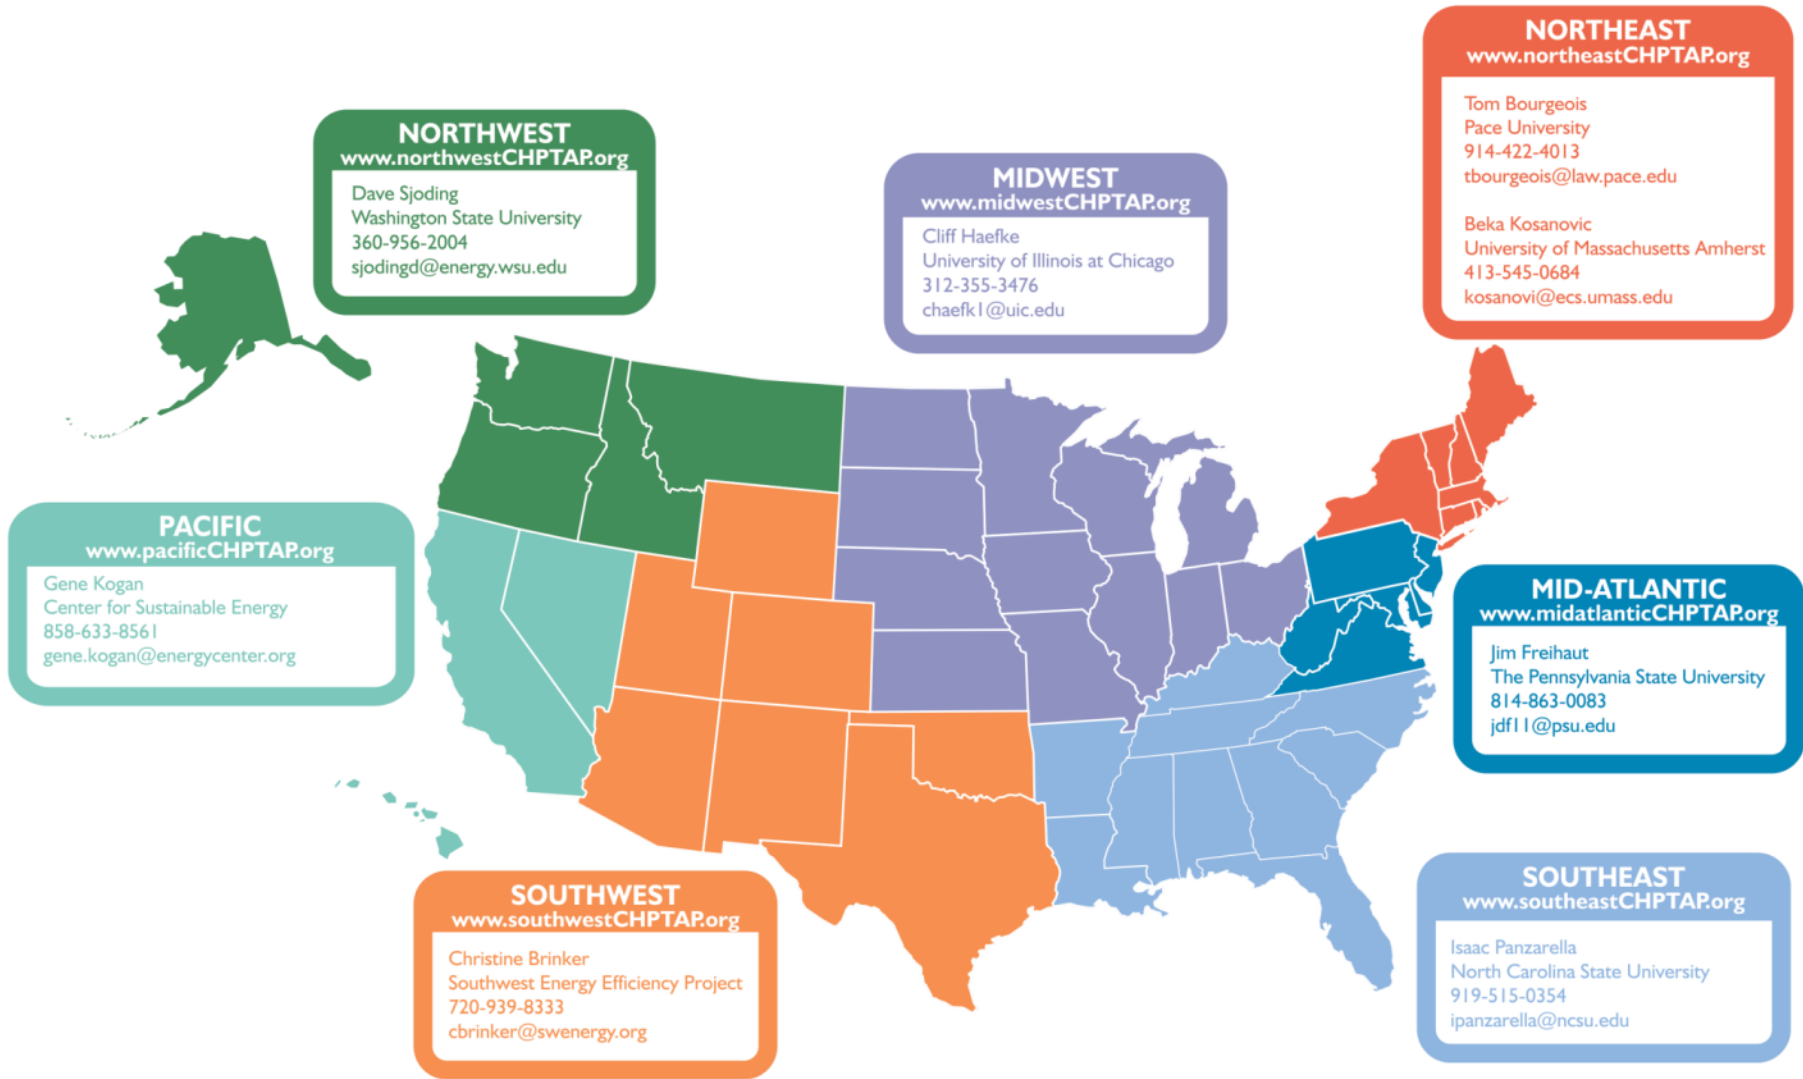 NORTHEAST
www.northeastCHPTAP.org
Tom Bourgeois
Pace University
914-422-4013
tbourgeois@law.pace.edu
Beka Kosanovic
University of Massachusetts Amherst
413-545-0684
kosanovi@ecs.umass.edu
NORTHWEST
www.northwestCHPTAP.org
Dave Sjoding
Washington State University
360-956-2004
sjodingd@energy.wsu.edu
MIDWEST
www.midwestCHPTAP.org
Cliff Haefke
University of Illinois at Chicago
312-355-3476
chaefk1@uic.edu
PACIFIC
www.pacificCHPTAP.org
Gene Kogan
Center for Sustainable Energy
858-633-8561
gene.kogan@energycenter.org
MID-ATLANTIC
www.midatlanticCHPTAP.org
Jim Freihaut
The Pennsylvania State University
814-863-0083
jdf11@psu.edu
SOUTHWEST
www.southwestCHPTAP.org
Christine Brinker
Southwest Energy Efficiency Project
720-939-8333
cbrinker@swenergy.org
SOUTHEAST
www.southeastCHPTAP.org
Isaac Panzarella
North Carolina State University
919-515-0354
ipanzarella@ncsu.edu